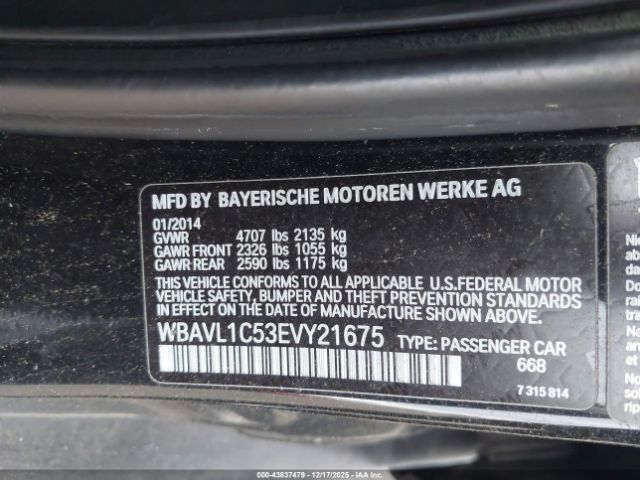 MFD BY BAYERISCHE MOTOREN WERKE AG
01/2014
GVWR 4707 lbs 2135 kg
GAWR FRONT 2326 lbs 1055 kg
GAWR REAR 2590 lbs 1175 kg
THIS VEHICLE CONFORMS TO ALL APPLICABLE U.S.FEDERAL MOTOR
VEHICLE SAFETY, BUMPER AND THEFT PREVENTION STANDARDS
IN EFFECT ON THE DATE OF MANUFACTURE SHOWN ABOVE.
WBAVL1C53EVY21675 TYPE: PASSENGER CAR
668
7 315 814
000-43837479 - 12/17/2025 - IAAI